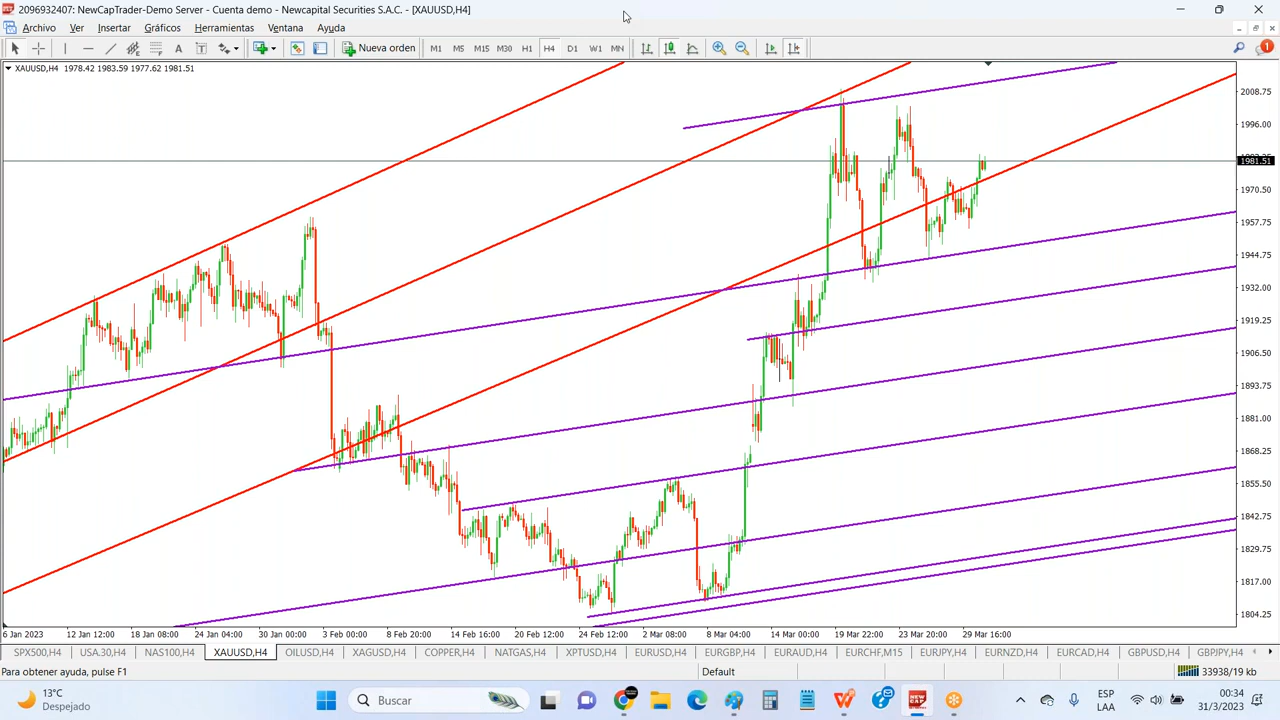 2096932407: NewCapTrader-Demo Server - Cuenta demo - Newcapital Securities S.A.C. - [XAUUSD,H4]
Archivo Ver Insertar Gráficos Herramientas Ventana Ayuda
A T Nueva orden M1 M5 M15 M30 H1 H4 D1 W1 MN 1
XAUUSD,H4 1978.42 1983.59 1977.62 1981.51
2008.75
1996.00
1981.51
1970.50
1957.75
1944.75
1932.00
1919.25
1906.50
1893.75
1881.00
1868.25
1855.50
1842.75
1829.75
1817.00
1804.25
6 Jan 2023 12 Jan 12:00 18 Jan 08:00 24 Jan 04:00 30 Jan 00:00 3 Feb 00:00 8 Feb 20:00 14 Feb 16:00 20 Feb 12:00 24 Feb 12:00 2 Mar 08:00 8 Mar 04:00 14 Mar 00:00 19 Mar 22:00 23 Mar 20:00 29 Mar 16:00
SPX500,H4 USA.30,H4 NAS100,H4 XAUUSD,H4 OILUSD,H4 XAGUSD,H4 COPPER,H4 NATGAS,H4 XPTUSD,H4 EURUSD,H4 EURGBP,H4 EURAUD,H4 EURCHF,M15 EURJPY,H4 EURNZD,H4 EURCAD,H4 GBPUSD,H4 GBPJPY,H4
Para obtener ayuda, pulse F1 Default 33938/19 kb
13°C
Despejado
Buscar
ESP
LAA
00:34
31/3/2023